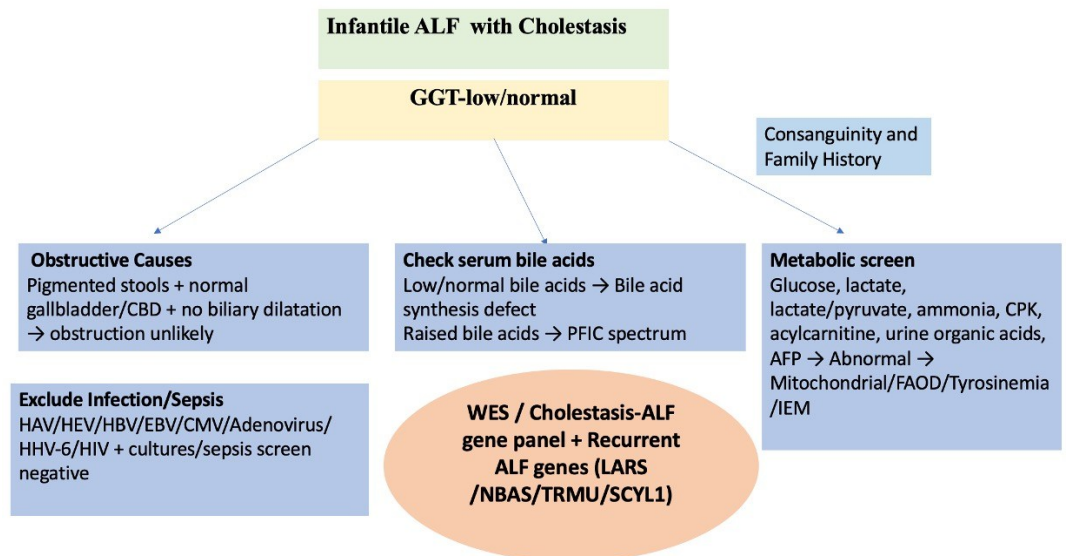 Infantile ALF with Cholestasis
GGT-low/normal
Consanguinity and
Family History
Obstructive Causes
Pigmented stools + normal
gallbladder/CBD + no biliary dilatation
→ obstruction unlikely
Check serum bile acids
Low/normal bile acids → Bile acid
synthesis defect
Raised bile acids → PFIC spectrum
Metabolic screen
Glucose, lactate,
lactate/pyruvate, ammonia, CPK,
acylcarnitine, urine organic acids,
AFP → Abnormal →
Mitochondrial/FAOD/Tyrosinemia
/IEM
Exclude Infection/Sepsis
HAV/HEV/HBV/EBV/CMV/Adenovirus/
HHV-6/HIV + cultures/sepsis screen
negative
WES / Cholestasis-ALF
gene panel + Recurrent
ALF genes (LARS
/NBAS/TRMU/SCYL1)